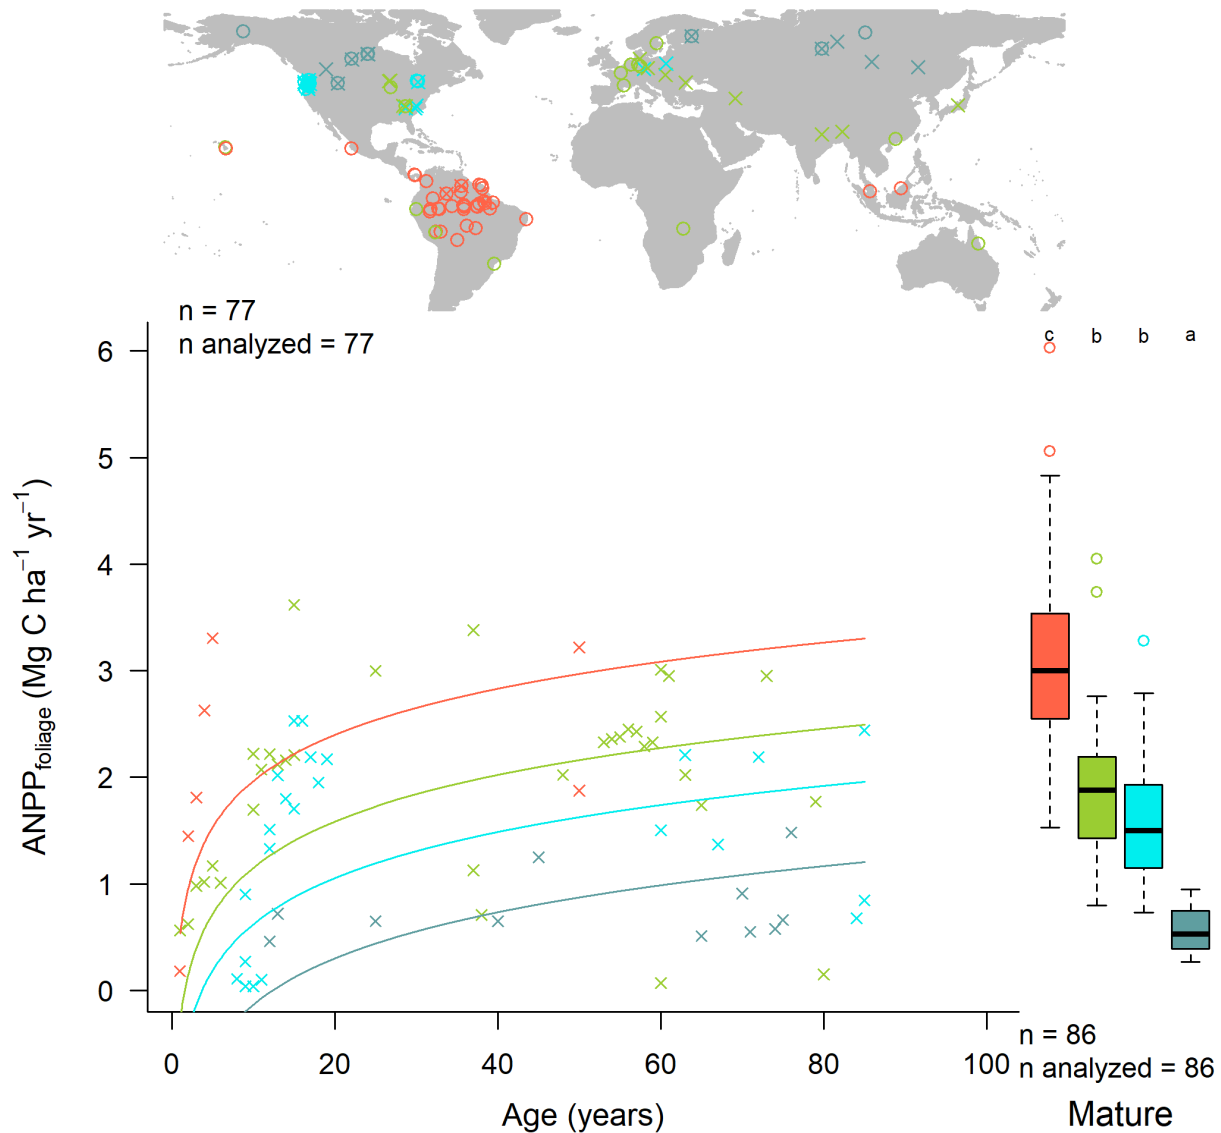 n = 77
n analyzed = 77
c b b a
6
5
4
3
2
1
0
ANPPfoliage (Mg C ha−1 yr−1)
0 20 40 60 80 100
Age (years)
n = 86
n analyzed = 86
Mature